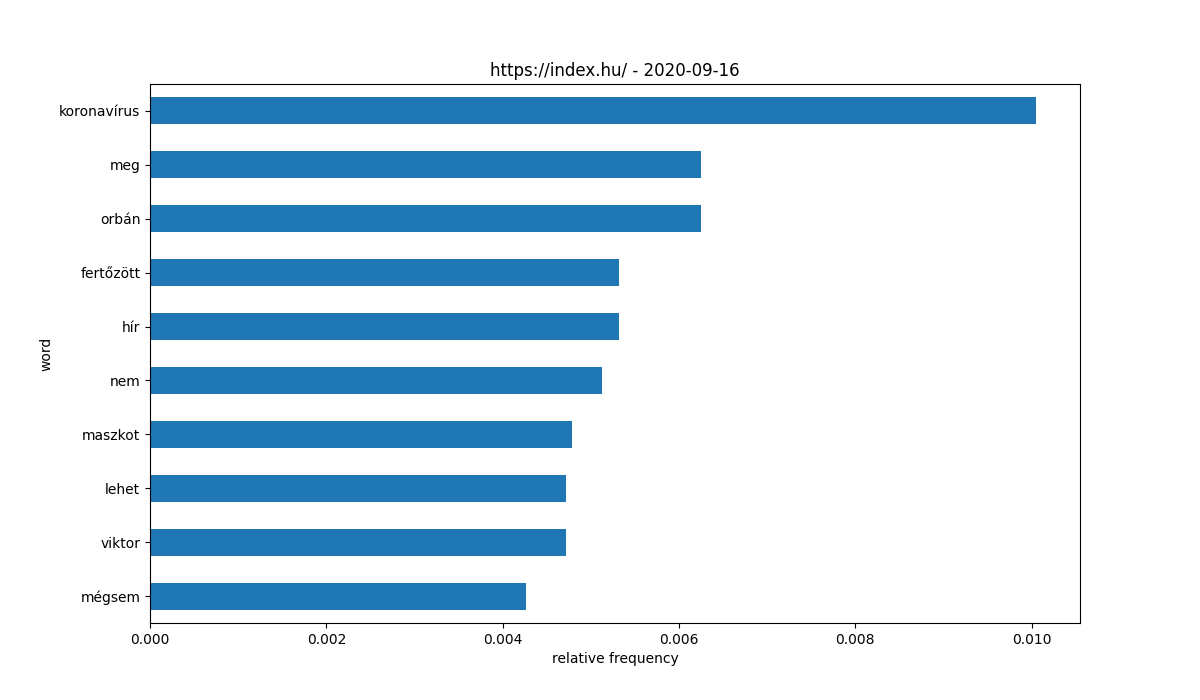 https://index.hu/ - 2020-09-16
koronavírus
meg
orbán
fertőzött
hír
nem
maszkot
lehet
viktor
mégsem
word
0.000 0.002 0.004 0.006 0.008 0.010
relative frequency